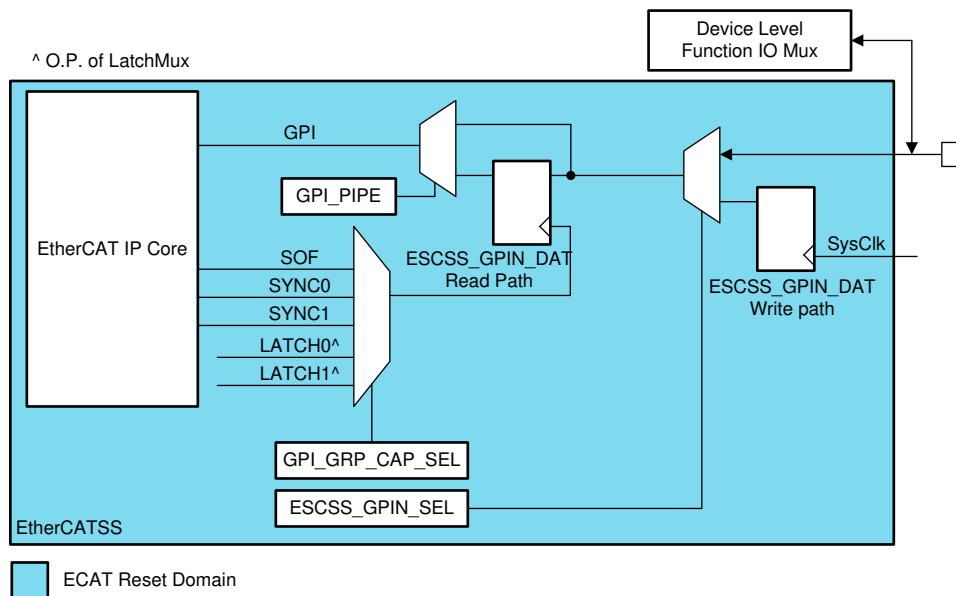 Device Level
Function IO Mux
^ O.P. of LatchMux
GPI
GPI_PIPE
EtherCAT IP Core
SOF
SYNC0
SYNC1
LATCH0^
LATCH1^
ESCSS_GPIN_DAT
Read Path
SysClk
ESCSS_GPIN_DAT
Write path
GPI_GRP_CAP_SEL
ESCSS_GPIN_SEL
EtherCATSS
ECAT Reset Domain